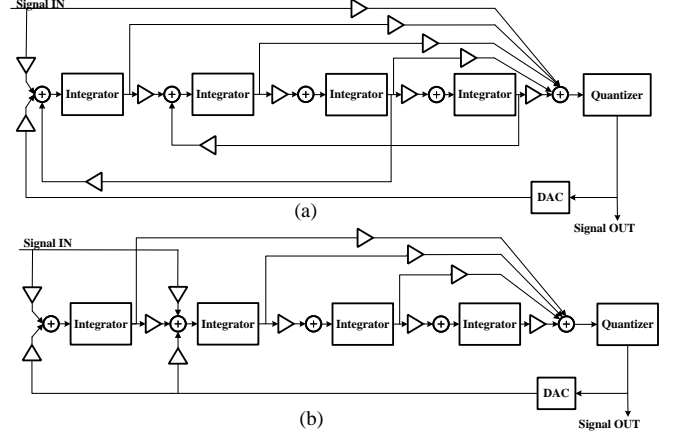 Signal IN
+
Integrator
+
Integrator
+
Integrator
+
Integrator
+
Quantizer
DAC
Signal OUT
(a)
Signal IN
+
Integrator
+
Integrator
+
Integrator
+
Integrator
+
Quantizer
DAC
Signal OUT
(b)